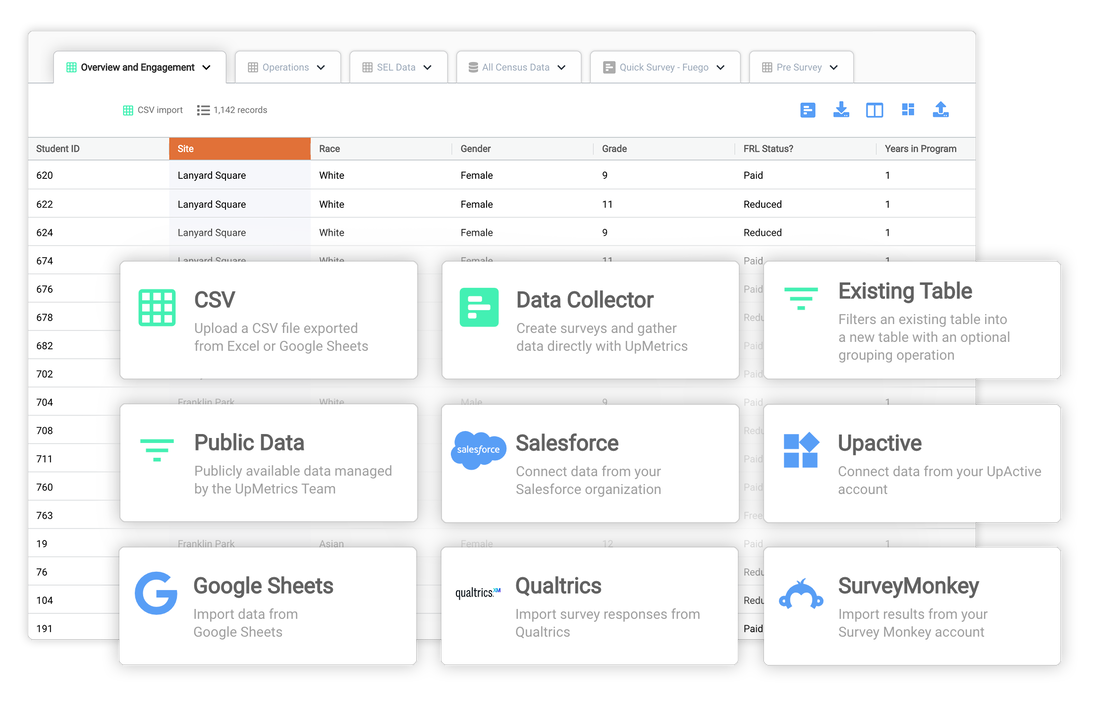 Overview and Engagement
Operations
SEL Data
All Census Data
Quick Survey - Fuego
Pre Survey
CSV import
1,142 records
Student ID Site Race Gender Grade FRL Status? Years in Program
620 Lanyard Square White Female 9 Paid 1
622 Lanyard Square White Female 11 Reduced 1
624 Lanyard Square White Female 9 Reduced 1
674 Lanyard Square White Female 11 Paid 1
676 Paid
678 Redu
682 Paid
702 Paid
704 Franklin Park White Male 9 Paid 1
708 Redu
711 Paid
760 Paid
763 Free
19 Franklin Park Asian Female 12 Paid 1
76 Redu
104 Redu
191 Paid
CSV
Upload a CSV file exported
from Excel or Google Sheets
Data Collector
Create surveys and gather
data directly with UpMetrics
Existing Table
Filters an existing table into
a new table with an optional
grouping operation
Public Data
Publicly available data managed
by the UpMetrics Team
salesforce
Salesforce
Connect data from your
Salesforce organization
Upactive
Connect data from your UpActive
account
Google Sheets
Import data from
Google Sheets
qualtrics
Qualtrics
Import survey responses from
Qualtrics
SurveyMonkey
Import results from your
Survey Monkey account